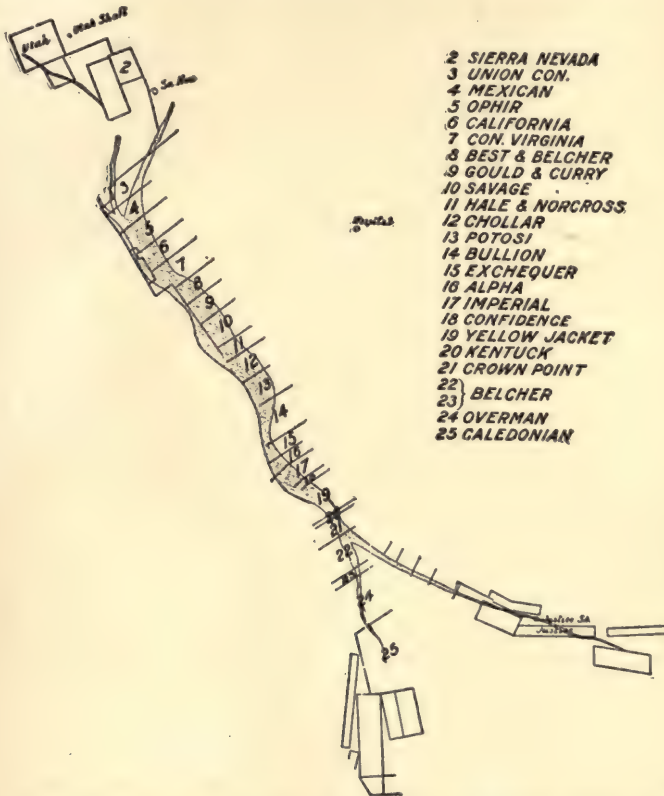 Utah
Utah Shaft
2
3
4
5
6
7
8
9
10
11
12
13
14
15
16
17
18
19
21
22
24
25
Justice
2 SIERRA NEVADA
3 UNION CON.
4 MEXICAN
5 OPHIR
6 CALIFORNIA
7 CON. VIRGINIA
8 BEST & BELCHER
9 GOULD & CURRY
10 SAVAGE
11 HALE & NORCROSS
12 CHOLLAR
13 POTOSI
14 BULLION
15 EXCHEQUER
16 ALPHA
17 IMPERIAL
18 CONFIDENCE
19 YELLOW JACKET
20 KENTUCK
21 CROWN POINT
22
23} BELCHER
24 OVERMAN
25 CALEDONIAN